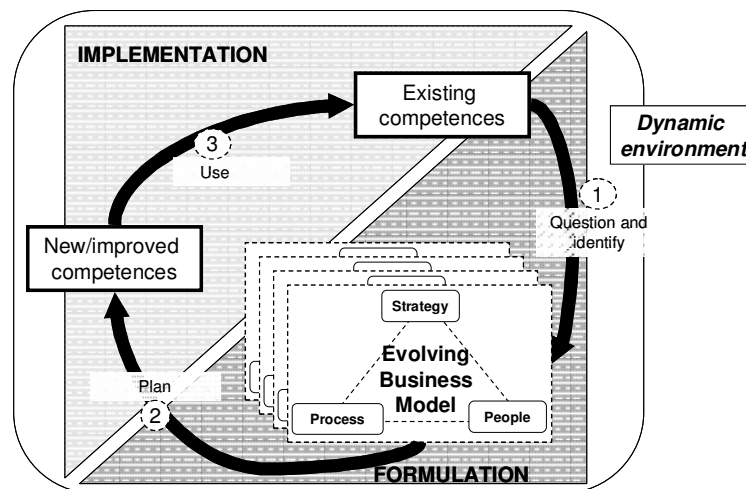 IMPLEMENTATION
Existing
competences
Dynamic
environment
3
Use
1
Question and
identify
New/improved
competences
Strategy
Evolving
Business
Model
Process
People
Plan
2
FORMULATION